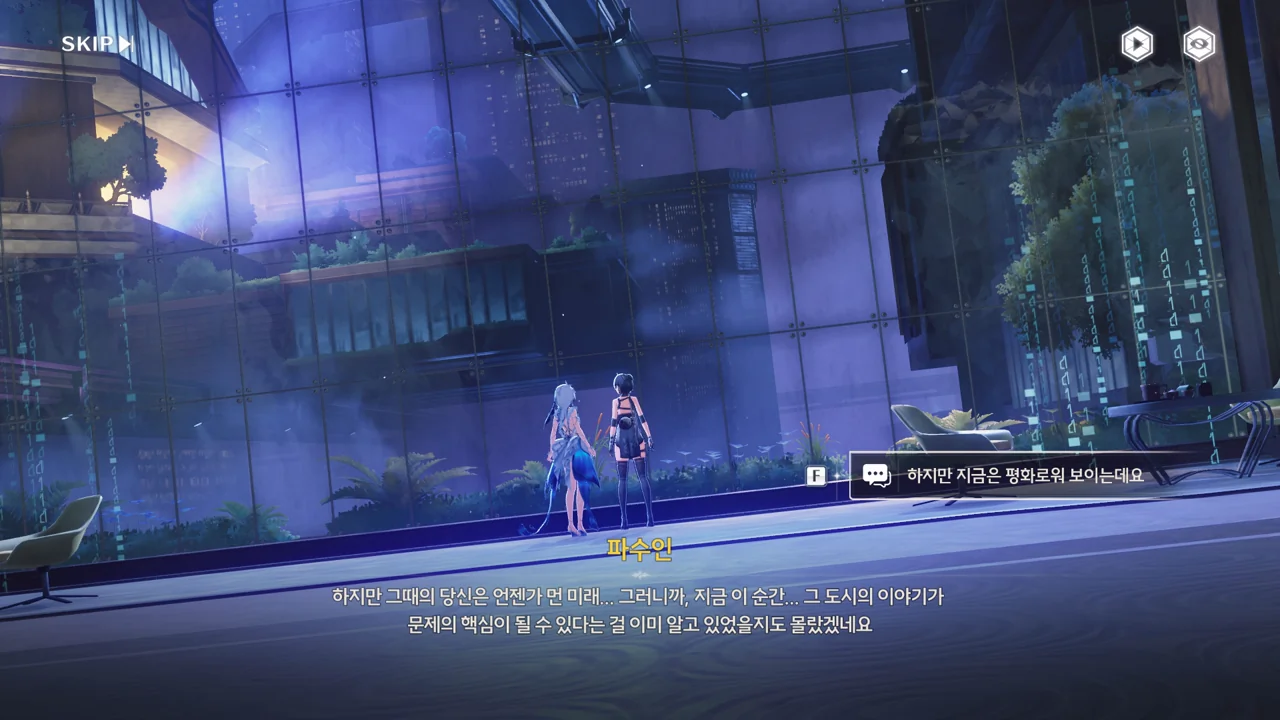 SKIP
F
하지만 지금은 평화로워 보이는데요
파수인
하지만 그때의 당신은 언젠가 먼 미래... 그러니까, 지금 이 순간... 그 도시의 이야기가
문제의 핵심이 될 수 있다는 걸 이미 알고 있었을지도 몰랐겠네요